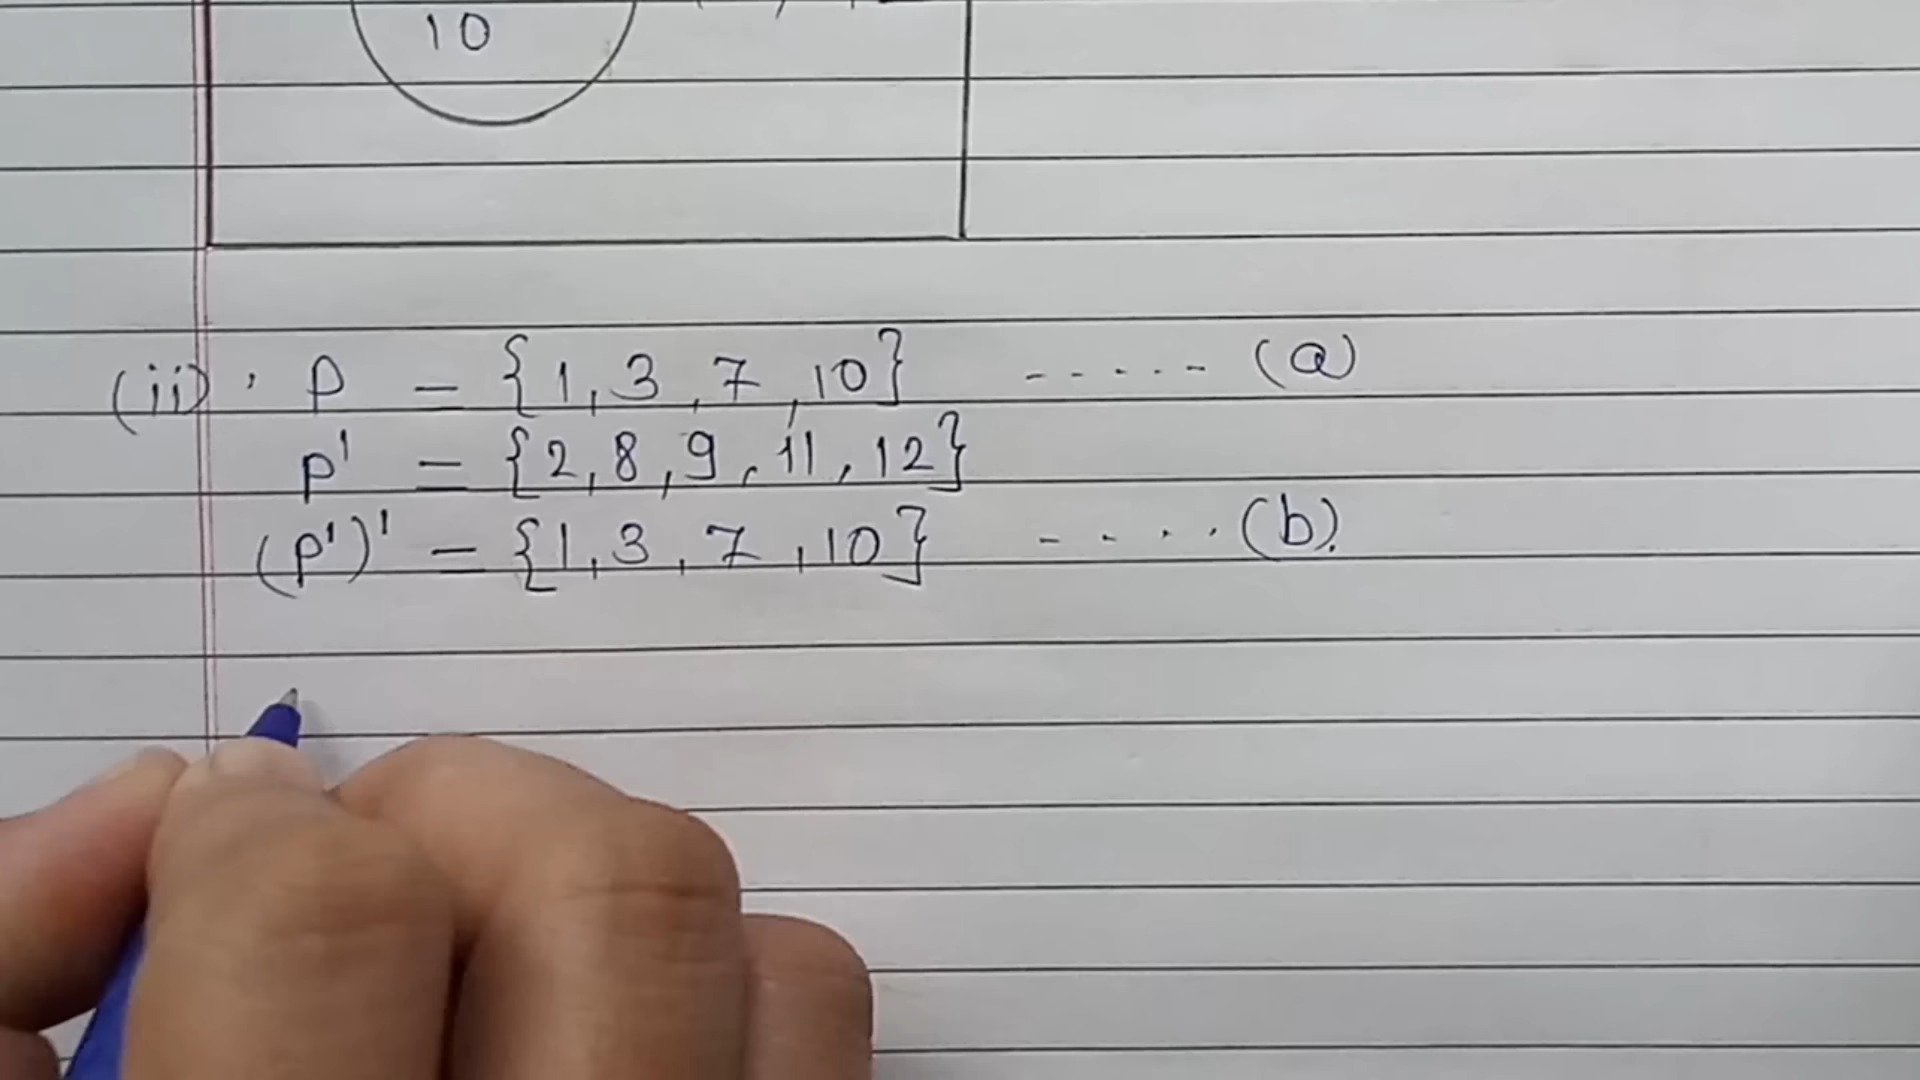 10
(ii). P = {1, 3, 7, 10} ..... (a)
P' = {2, 8, 9, 11, 12}
(P')' = {1, 3, 7, 10} .... (b).